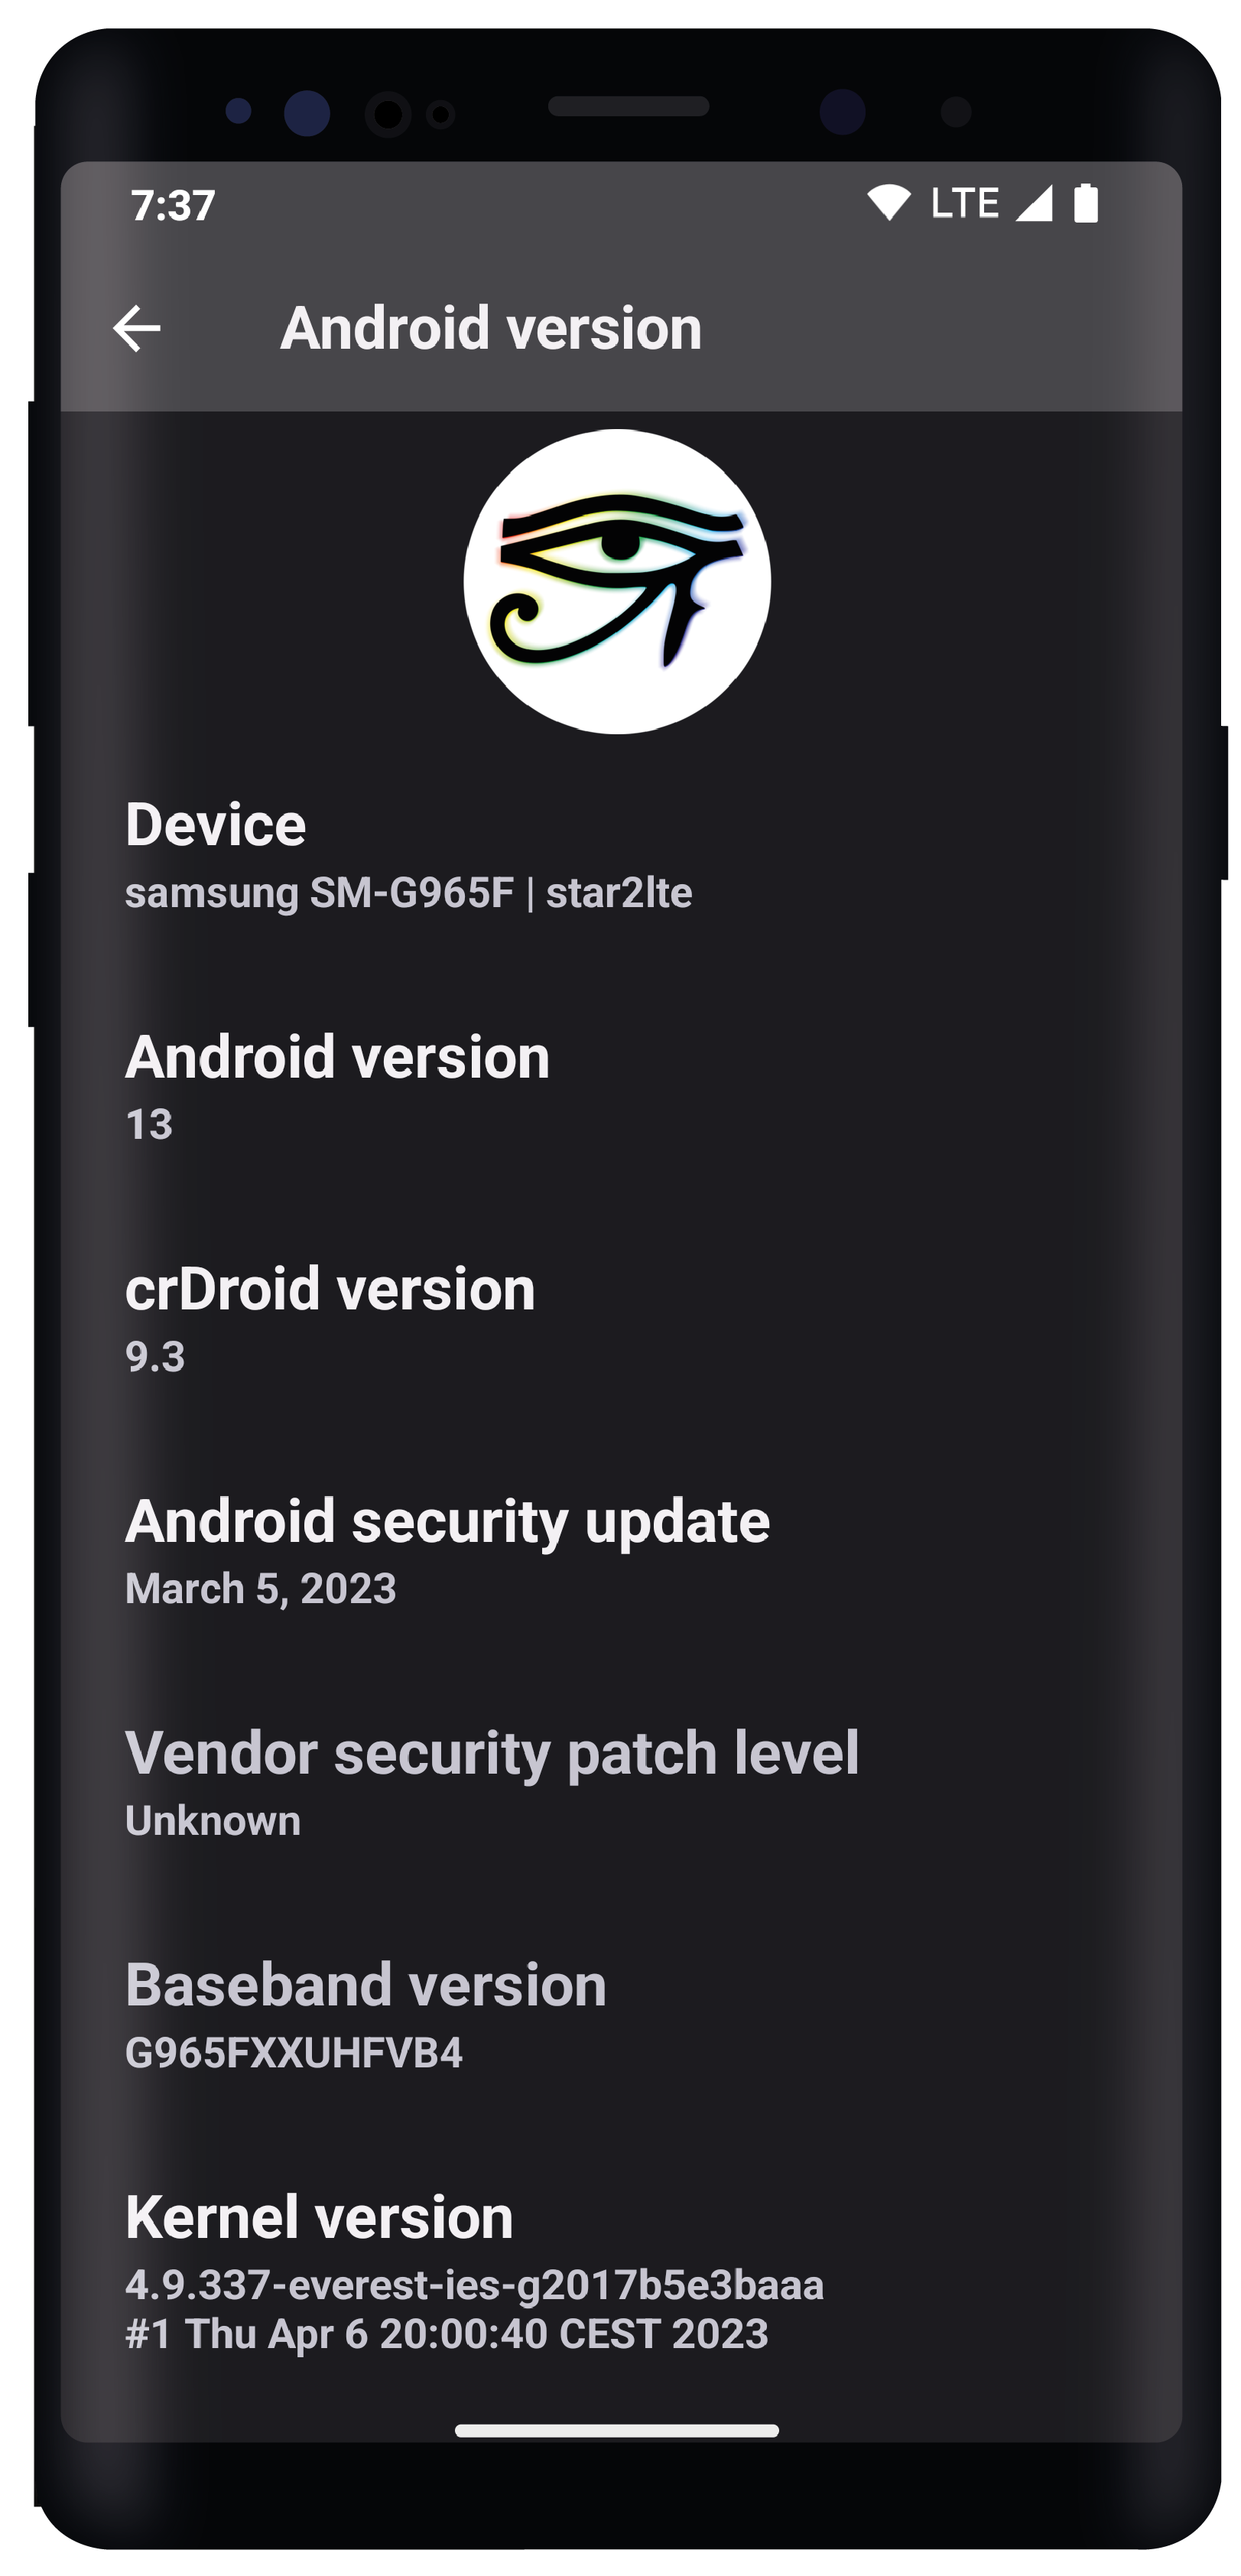 7:37
LTE
Android version
Device
samsung SM-G965F | star2lte
Android version
13
crDroid version
9.3
Android security update
March 5, 2023
Vendor security patch level
Unknown
Baseband version
G965FXXUHFVB4
Kernel version
4.9.337-everest-ies-g2017b5e3baaa
#1 Thu Apr 6 20:00:40 CEST 2023